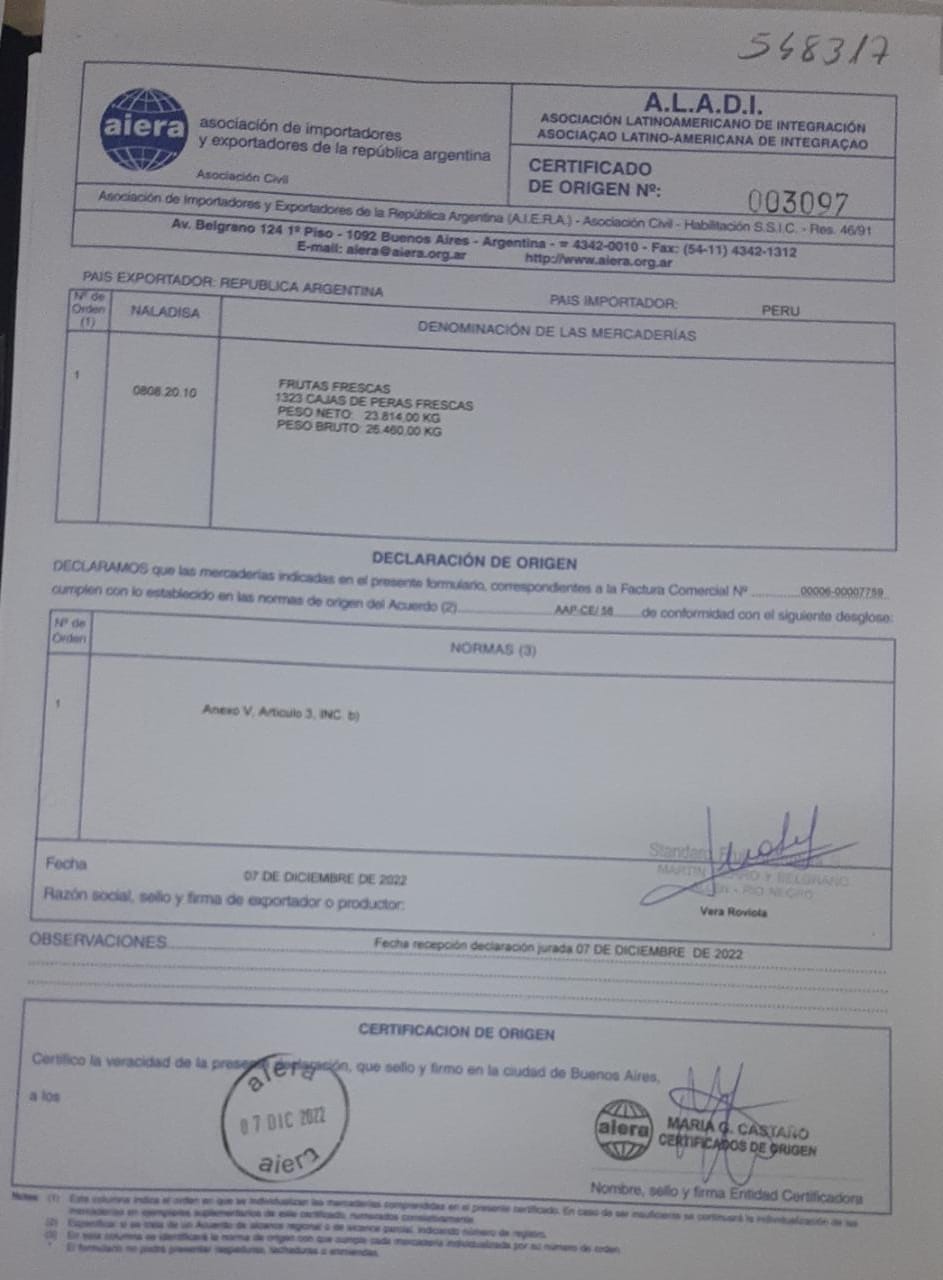 548317
aiera
asociación de importadores
y exportadores de la república argentina
Asociación Civil
A.L.A.D.I.
ASOCIACIÓN LATINOAMERICANO DE INTEGRACIÓN
ASOCIAÇAO LATINO-AMERICANA DE INTEGRAÇAO
CERTIFICADO
DE ORIGEN Nº: 003097
Asociación de Importadores y Exportadores de la República Argentina (A.I.E.R.A.) - Asociación Civil - Habilitación S.S.I.C. - Res. 46/91
Av. Belgrano 124 1º Piso - 1092 Buenos Aires - Argentina - 4342-0010 - Fax: (54-11) 4342-1312
E-mail: aiera@aiera.org.ar http://www.aiera.org.ar
PAIS EXPORTADOR: REPUBLICA ARGENTINA PAIS IMPORTADOR: PERU
Nº de
Orden
(1)
NALADISA
DENOMINACIÓN DE LAS MERCADERÍAS
1
0808.20.10
FRUTAS FRESCAS
1323 CAJAS DE PERAS FRESCAS
PESO NETO: 23.814,00 KG
PESO BRUTO: 26.460,00 KG
DECLARACIÓN DE ORIGEN
DECLARAMOS que las mercaderías indicadas en el presente formulario, correspondientes a la Factura Comercial Nº 00006-00007759
cumplen con lo establecido en las normas de origen del Acuerdo (2) AAP-CE/ 58 de conformidad con el siguiente desglose:
Nº de
Orden
NORMAS (3)
1
Anexo V, Articulo 3, INC. b)
Fecha
07 DE DICIEMBRE DE 2022
Standard
MARTIN Y BELGRANO
- RIO NEGRO
Razón social, sello y firma de exportador o productor:
Vera Roviola
OBSERVACIONES Fecha recepción declaración jurada 07 DE DICIEMBRE DE 2022
CERTIFICACION DE ORIGEN
Certifico la veracidad de la presente declaración, que sello y firmo en la ciudad de Buenos Aires,
a los
aiera
07 DIC 2022
aiera
aiera
MARIA G. CASTAÑO
CERTIFICADOS DE ORIGEN
Nombre, sello y firma Entidad Certificadora
Notas: (1) Esta columna indica el orden en que se individualizan las mercaderías comprendidas en el presente certificado. En caso de ser insuficiente se continuará la individualización de las
mercaderías en ejemplares suplementarios de este certificado, numerados correlativamente.
(2) Especificar si se trata de un Acuerdo de alcance regional o de alcance parcial, indicando número de registro.
(3) En esta columna se identificará la norma de origen con que cumple cada mercadería individualizada por su número de orden.
El formulario no podrá presentar raspaduras, tachaduras o enmiendas.